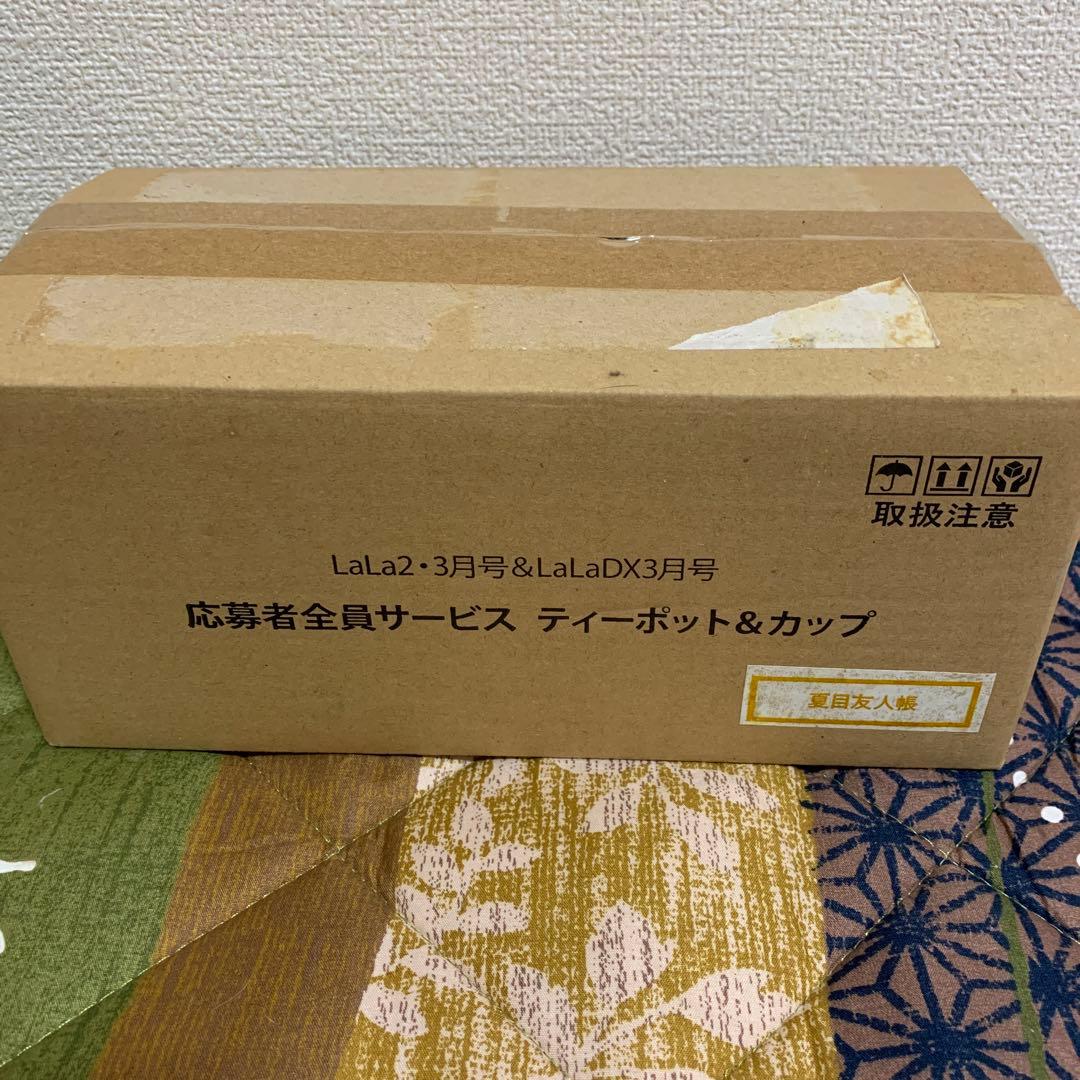 取扱注意
LaLa2・3月号&LaLaDX3月号
応募者全員サービス ティーポット&カップ
夏目友人帳